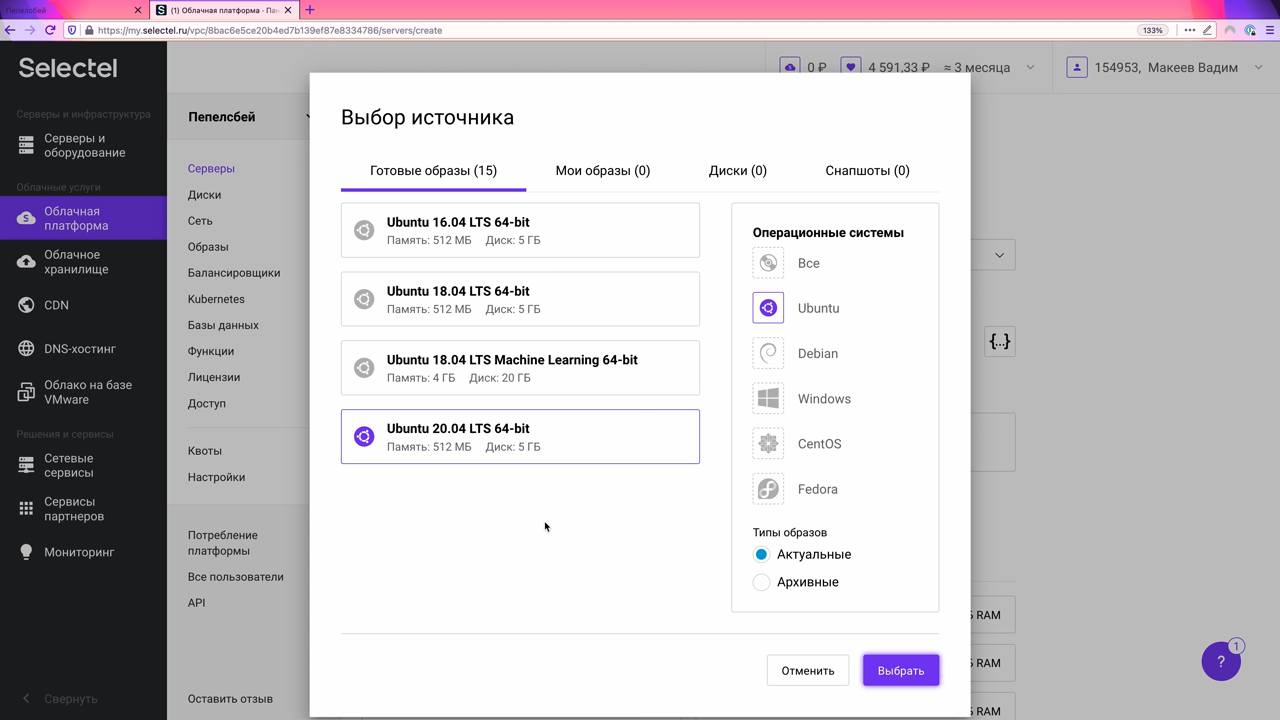 Пепелсбей
(1) Облачная платформа - Пан
https://my.selectel.ru/vpc/8bac6e5ce20b4ed7b139ef87e8334786/servers/create
133%
Selectel
0 ₽
4 591,33 ₽
≈ 3 месяца
154953, Макеев Вадим
Серверы и инфраструктура
Серверы и
оборудование
Облачные услуги
Облачная
платформа
Облачное
хранилище
CDN
DNS-хостинг
Облако на базе
VMware
Решения и сервисы
Сетевые
сервисы
Сервисы
партнеров
Мониторинг
Свернуть
Пепелсбей
Серверы
Диски
Сеть
Образы
Балансировщики
Kubernetes
Базы данных
Функции
Лицензии
Доступ
Квоты
Настройки
Потребление
платформы
Все пользователи
API
Оставить отзыв
Выбор источника
Готовые образы (15)
Мои образы (0)
Диски (0)
Снапшоты (0)
Ubuntu 16.04 LTS 64-bit
Память: 512 МБ Диск: 5 ГБ
Ubuntu 18.04 LTS 64-bit
Память: 512 МБ Диск: 5 ГБ
Ubuntu 18.04 LTS Machine Learning 64-bit
Память: 4 ГБ Диск: 20 ГБ
Ubuntu 20.04 LTS 64-bit
Память: 512 МБ Диск: 5 ГБ
Операционные системы
Все
Ubuntu
Debian
Windows
CentOS
Fedora
Типы образов
Актуальные
Архивные
Отменить
Выбрать
{...}
RAM
RAM
RAM
?
1